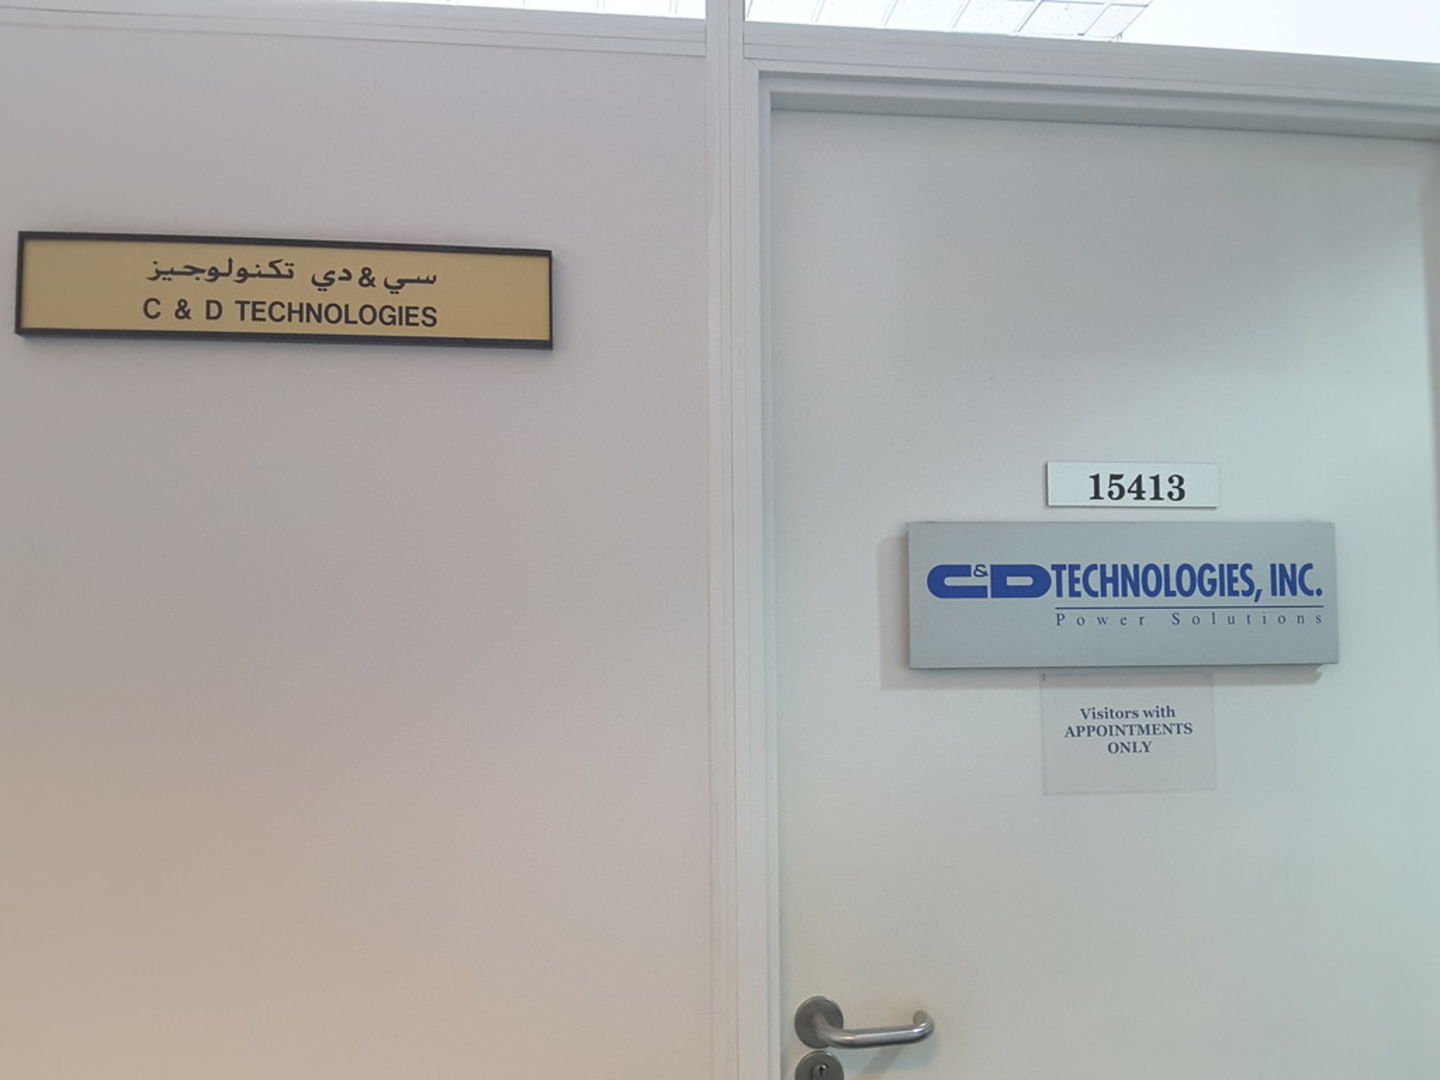 سي & دي تكنولوجيز
C & D TECHNOLOGIES
15413
C&D TECHNOLOGIES, INC.
Power Solutions
Visitors with
APPOINTMENTS
ONLY